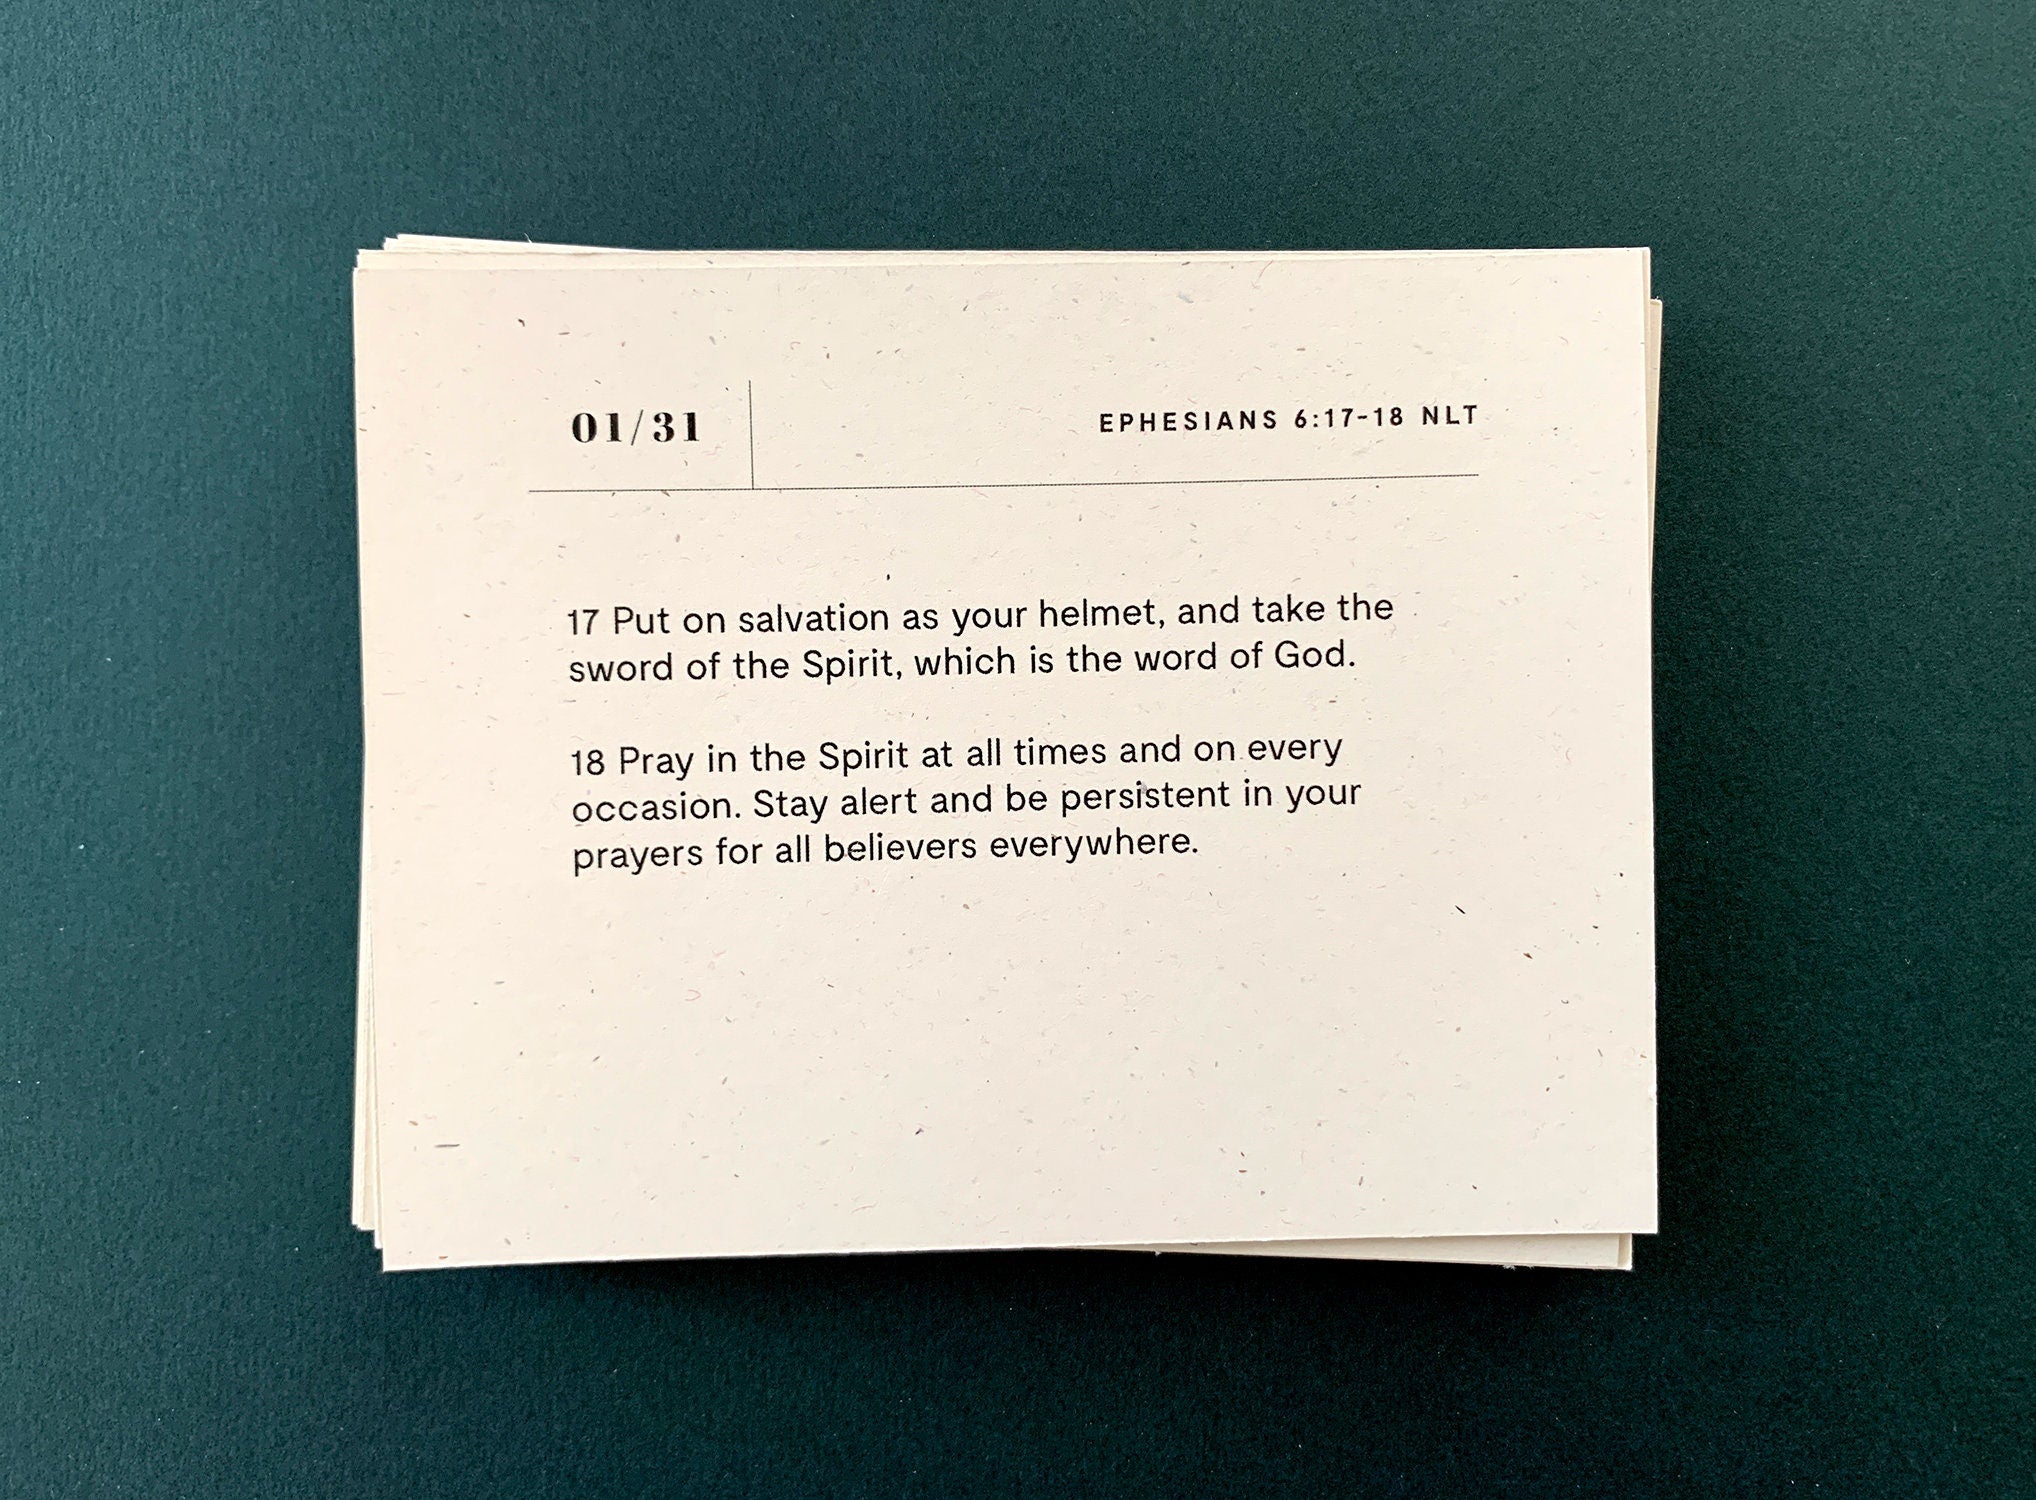 01/31
EPHESIANS 6:17-18 NLT
17 Put on salvation as your helmet, and take the
sword of the Spirit, which is the word of God.
18 Pray in the Spirit at all times and on every
occasion. Stay alert and be persistent in your
prayers for all believers everywhere.